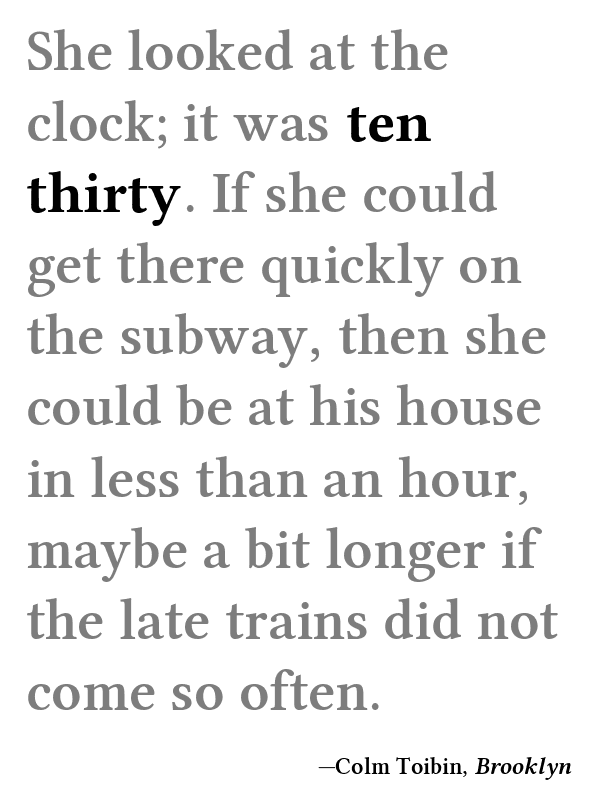 She looked at the
clock; it was ten
thirty. If she could
get there quickly on
the subway, then she
could be at his house
in less than an hour,
maybe a bit longer if
the late trains did not
come so often.
—Colm Toibin, Brooklyn